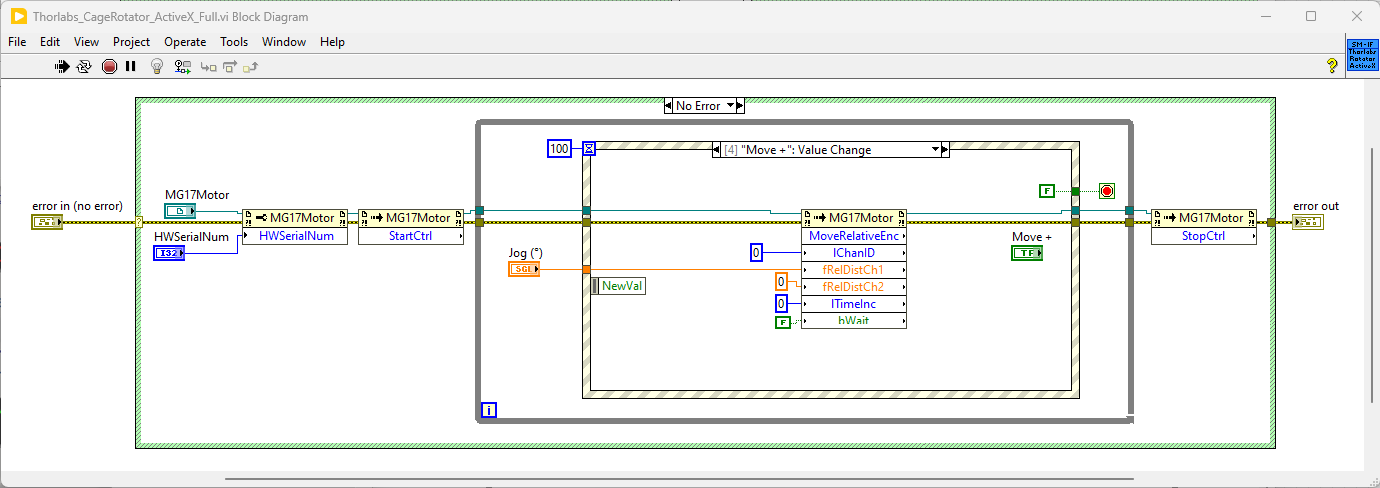 Thorlabs_CageRotator_ActiveX_Full.vi Block Diagram
File Edit View Project Operate Tools Window Help
SM-IF
Thorlabs
Rotator
ActiveX
No Error
100
[4] "Move +": Value Change
F
error in (no error)
MG17Motor
MG17Motor
MG17Motor
MG17Motor
MG17Motor
error out
HWSerialNum
I32
HWSerialNum
StartCtrl
MoveRelativeEnc
Move +
TF
StopCtrl
Jog (°)
SGL
0
lChanID
fRelDistCh1
NewVal
0
fRelDistCh2
0
lTimeInc
F
bWait
i